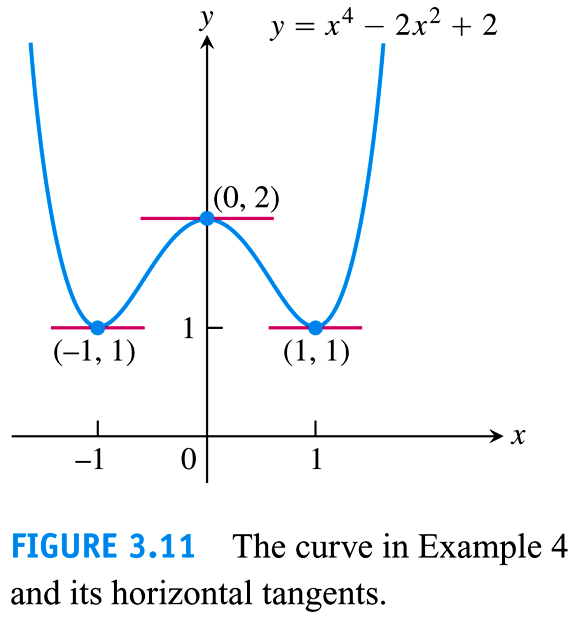 y
y = x⁴ − 2x² + 2
(0, 2)
1
(–1, 1)
(1, 1)
x
–1
0
1
FIGURE 3.11 The curve in Example 4
and its horizontal tangents.